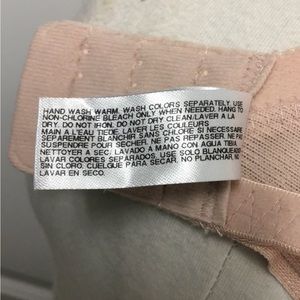 HAND WASH WARM. WASH COLORS SEPARATELY. USE
NON-CHLORINE BLEACH ONLY WHEN NEEDED. HANG TO
DRY. DO NOT IRON. DO NOT DRY CLEAN/LAVER A LA
MAIN A L'EAU TIEDE. LAVER LES COULEURS
SEPAREMENT BLANCHIR SANS CHLORE SI NECESSAIRE
SUSPENDRE POUR SÉCHER. NE PAS REPASSER. NE PAS
NETTOYER A SEC. LAVADO A MANO CON AGUA TIBIA.
LAVAR COLORES SEPARADOS. USE SOLO BLANQUEADOR
SIN CLORO. CUELGUE PARA SECAR. NO PLANCHAR. NO
LAVAR EN SECO.